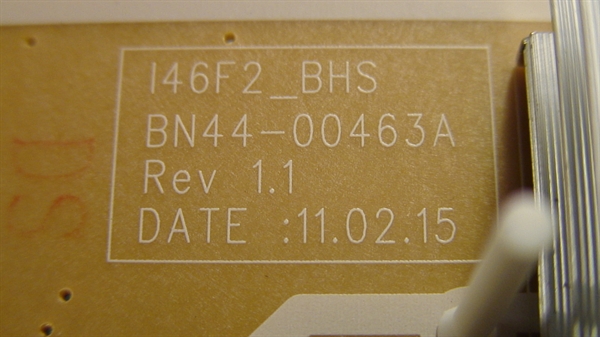 I46F2_BHS
BN44-00463A
Rev 1.1
DATE :11.02.15